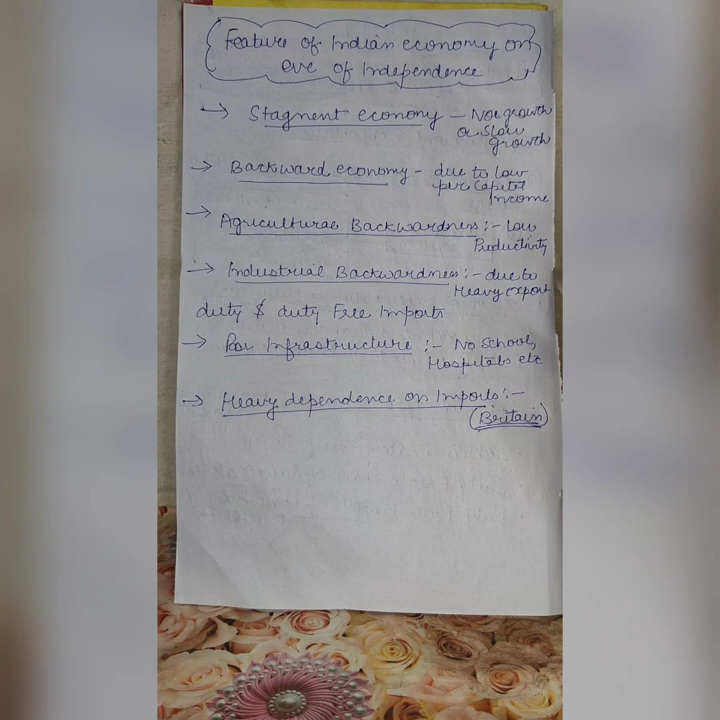 Feature of Indian economy on
eve of Independence
→ Stagnent economy – No growth
or slow
growth
→ Backward economy – due to low
per Capital
Income
→ Agricultural Backwardness :- low
Productivity
→ Industrial Backwardness :- due to
Heavy export
duty & duty Free Imports
→ Poor Infrastructure :- No School,
Hospitals etc
→ Heavy dependence on Imports :-
(Britain)